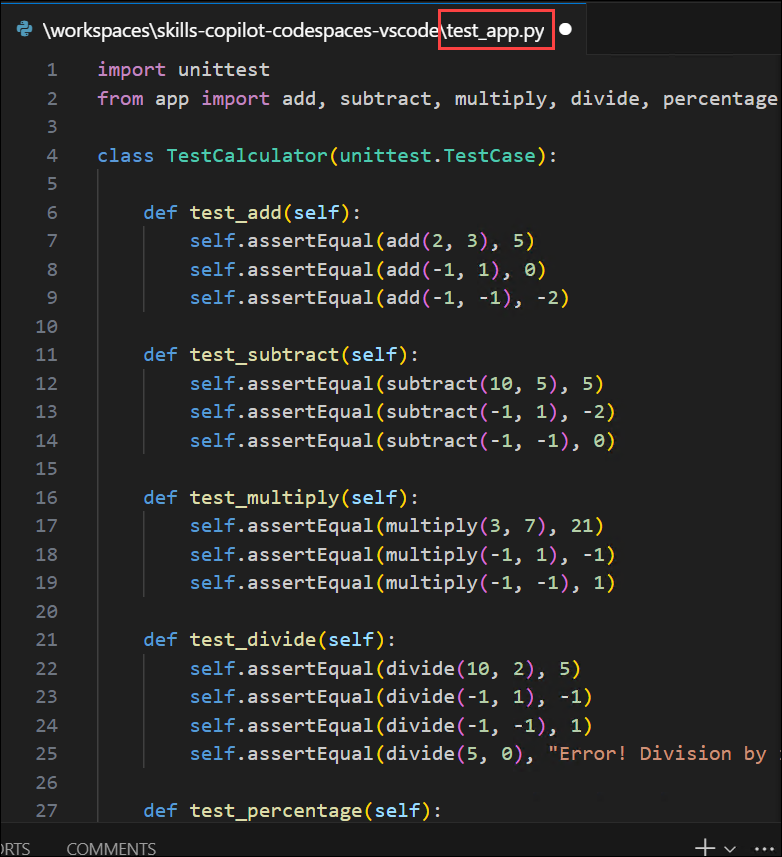 \workspaces\skills-copilot-codespaces-vscode\test_app.py
1 import unittest
2 from app import add, subtract, multiply, divide, percentage
3
4 class TestCalculator(unittest.TestCase):
5
6 def test_add(self):
7 self.assertEqual(add(2, 3), 5)
8 self.assertEqual(add(-1, 1), 0)
9 self.assertEqual(add(-1, -1), -2)
10
11 def test_subtract(self):
12 self.assertEqual(subtract(10, 5), 5)
13 self.assertEqual(subtract(-1, 1), -2)
14 self.assertEqual(subtract(-1, -1), 0)
15
16 def test_multiply(self):
17 self.assertEqual(multiply(3, 7), 21)
18 self.assertEqual(multiply(-1, 1), -1)
19 self.assertEqual(multiply(-1, -1), 1)
20
21 def test_divide(self):
22 self.assertEqual(divide(10, 2), 5)
23 self.assertEqual(divide(-1, 1), -1)
24 self.assertEqual(divide(-1, -1), 1)
25 self.assertEqual(divide(5, 0), "Error! Division by
26
27 def test_percentage(self):
COMMENTS